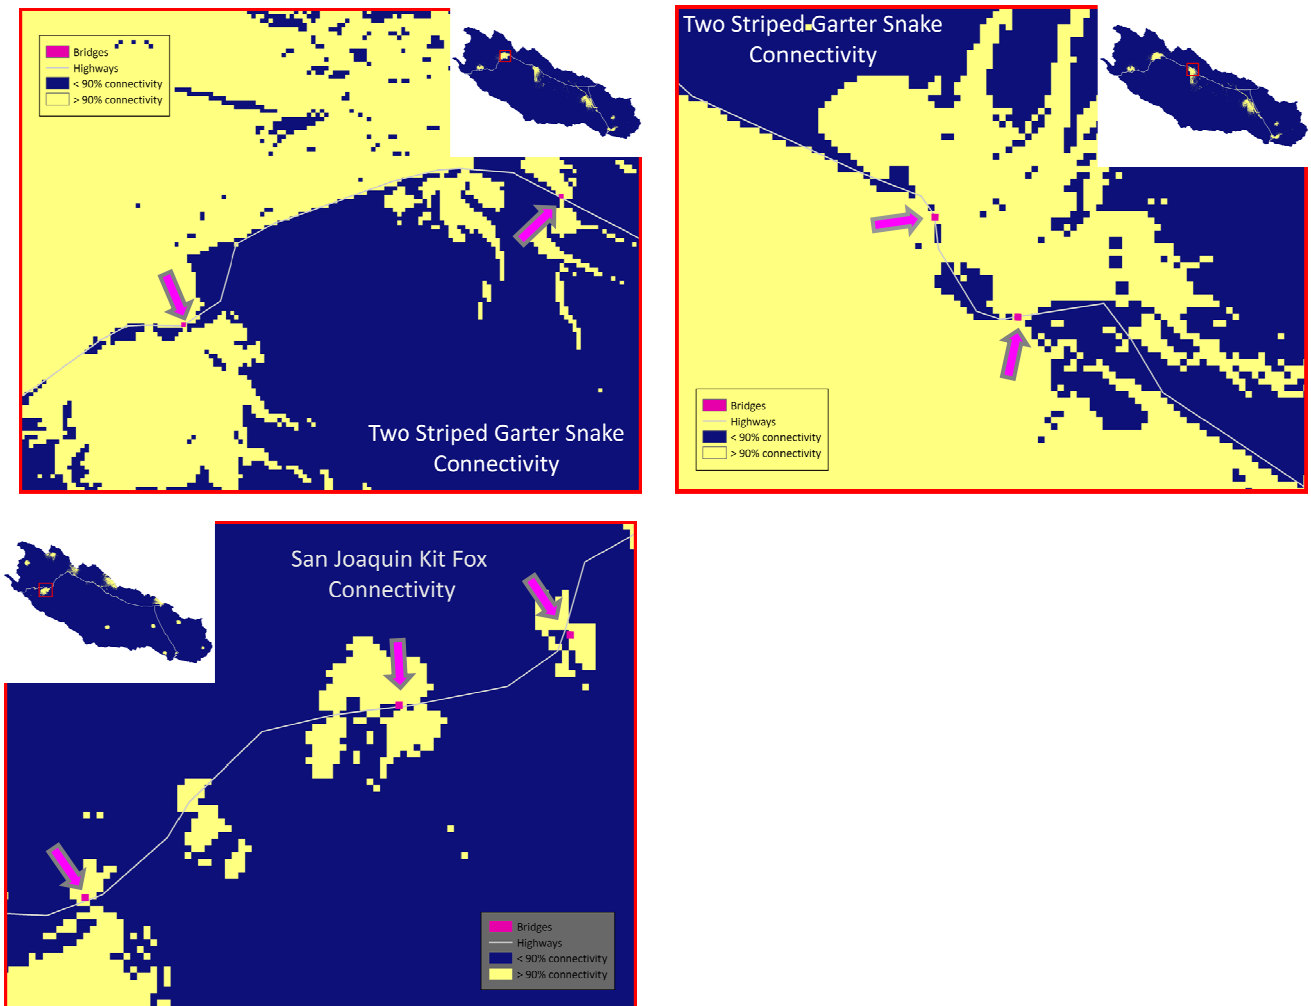 Bridges
Highways
< 90% connectivity
> 90% connectivity
Two Striped Garter Snake
Connectivity
Two Striped Garter Snake
Connectivity
Bridges
Highways
< 90% connectivity
> 90% connectivity
San Joaquin Kit Fox
Connectivity
Bridges
Highways
< 90% connectivity
> 90% connectivity